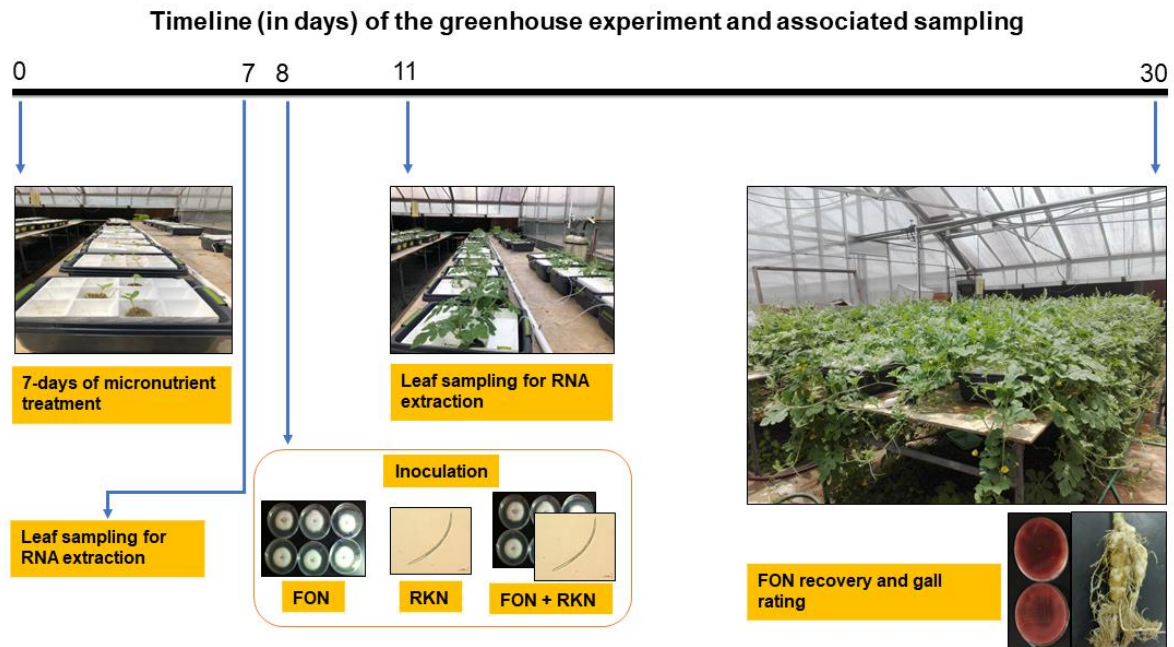 Timeline (in days) of the greenhouse experiment and associated sampling
0
7
8
11
30
7-days of micronutrient
treatment
Leaf sampling for RNA
extraction
Leaf sampling for
RNA extraction
Inoculation
FON
RKN
FON + RKN
FON recovery and gall
rating